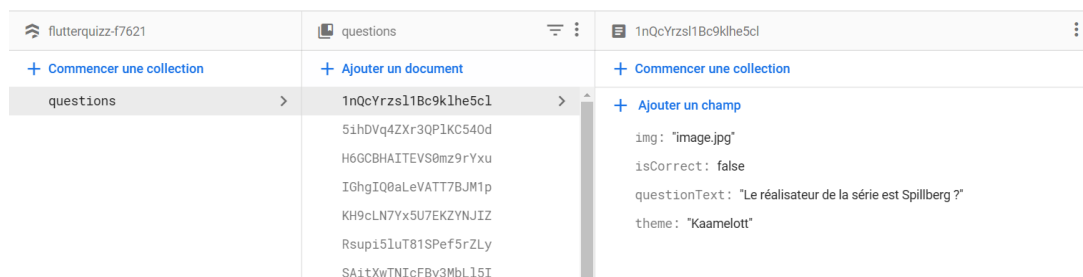 flutterquizz-f7621
questions
1nQcYrzsl1Bc9klhe5cl
+ Commencer une collection
+ Ajouter un document
+ Commencer une collection
questions
1nQcYrzsl1Bc9klhe5cl
5ihDVq4ZXr3QPlKC54Od
H6GCBHAITEVS0mz9rYxu
IGhgIQ0aLeVATT7BJM1p
KH9cLN7Yx5U7EKZYNJIZ
Rsupi5luT81SPef5rZLy
SAitXwTNIcFBy3MbLl5I
+ Ajouter un champ
img: "image.jpg"
isCorrect: false
questionText: "Le réalisateur de la série est Spillberg ?"
theme: "Kaamelott"